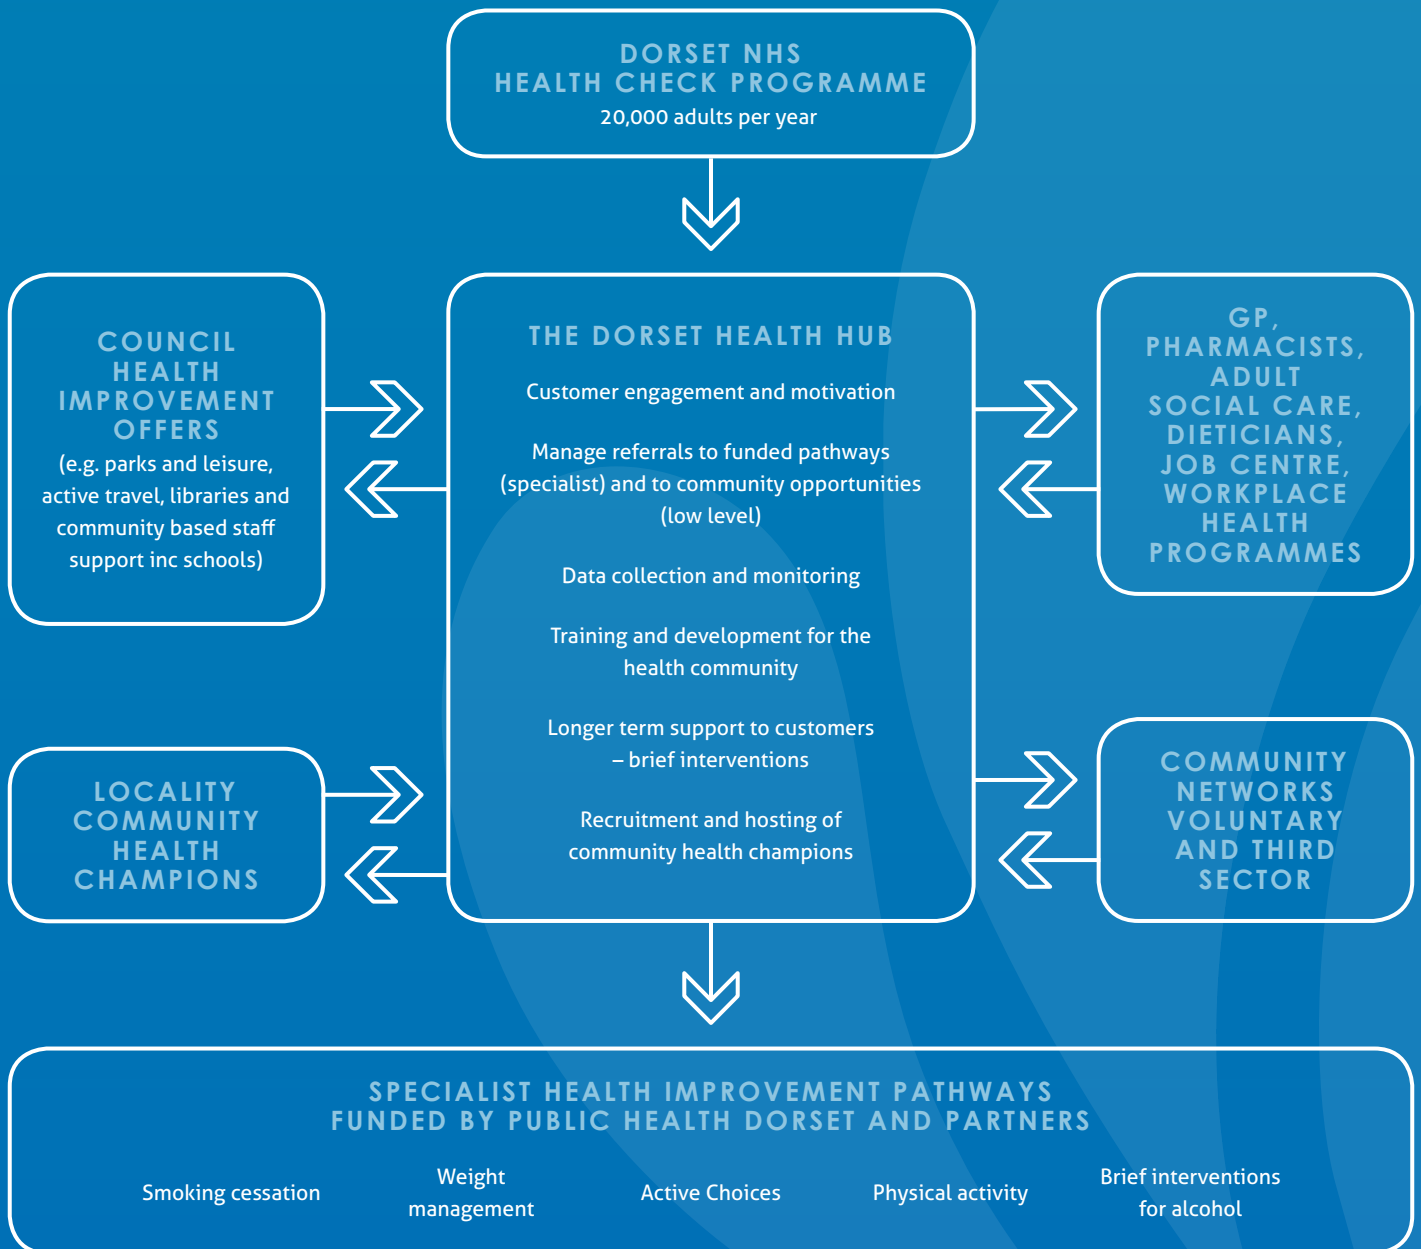 DORSET NHS
HEALTH CHECK PROGRAMME
20,000 adults per year
COUNCIL
HEALTH
IMPROVEMENT
OFFERS
(e.g. parks and leisure,
active travel, libraries and
community based staff
support inc schools)
THE DORSET HEALTH HUB
Customer engagement and motivation
Manage referrals to funded pathways
(specialist) and to community opportunities
(low level)
Data collection and monitoring
Training and development for the
health community
Longer term support to customers
– brief interventions
Recruitment and hosting of
community health champions
GP,
PHARMACISTS,
ADULT
SOCIAL CARE,
DIETICIANS,
JOB CENTRE,
WORKPLACE
HEALTH
PROGRAMMES
LOCALITY
COMMUNITY
HEALTH
CHAMPIONS
COMMUNITY
NETWORKS
VOLUNTARY
AND THIRD
SECTOR
SPECIALIST HEALTH IMPROVEMENT PATHWAYS
FUNDED BY PUBLIC HEALTH DORSET AND PARTNERS
Smoking cessation
Weight
management
Active Choices
Physical activity
Brief interventions
for alcohol